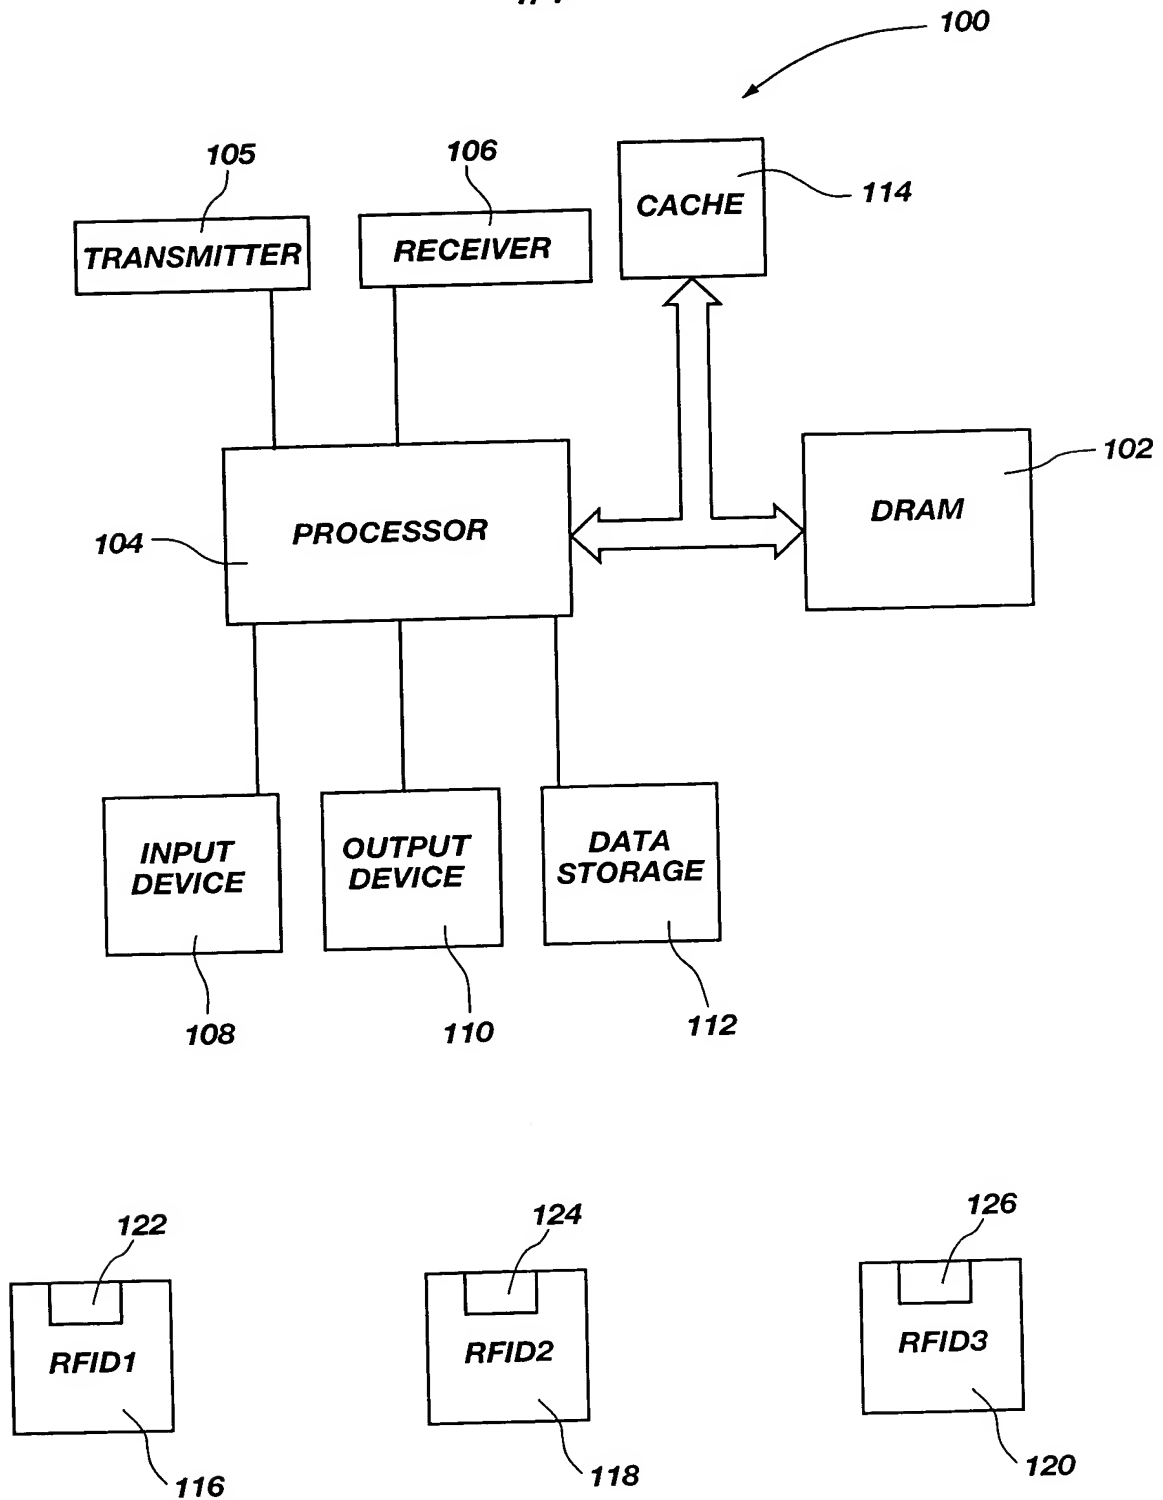 100
105
106
CACHE
114
TRANSMITTER
RECEIVER
102
DRAM
PROCESSOR
104
INPUT
DEVICE
OUTPUT
DEVICE
DATA
STORAGE
108
110
112
122
124
126
RFID1
RFID2
RFID3
116
118
120